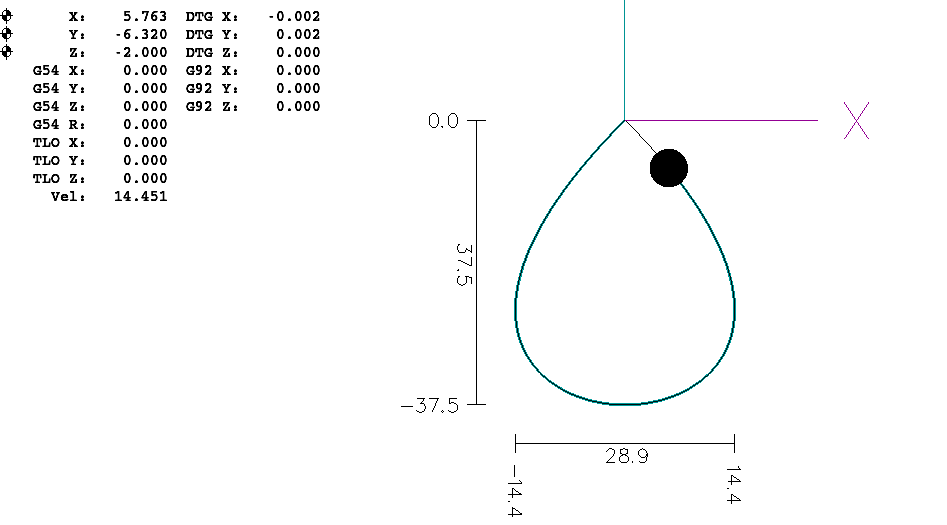 X: 5.763 DTG X: -0.002
Y: -6.320 DTG Y: 0.002
Z: -2.000 DTG Z: 0.000
G54 X: 0.000 G92 X: 0.000
G54 Y: 0.000 G92 Y: 0.000
G54 Z: 0.000 G92 Z: 0.000
G54 R: 0.000
TLO X: 0.000
TLO Y: 0.000
TLO Z: 0.000
Vel: 14.451
0.0
X
37.5
-37.5
28.9
-14.4
14.4